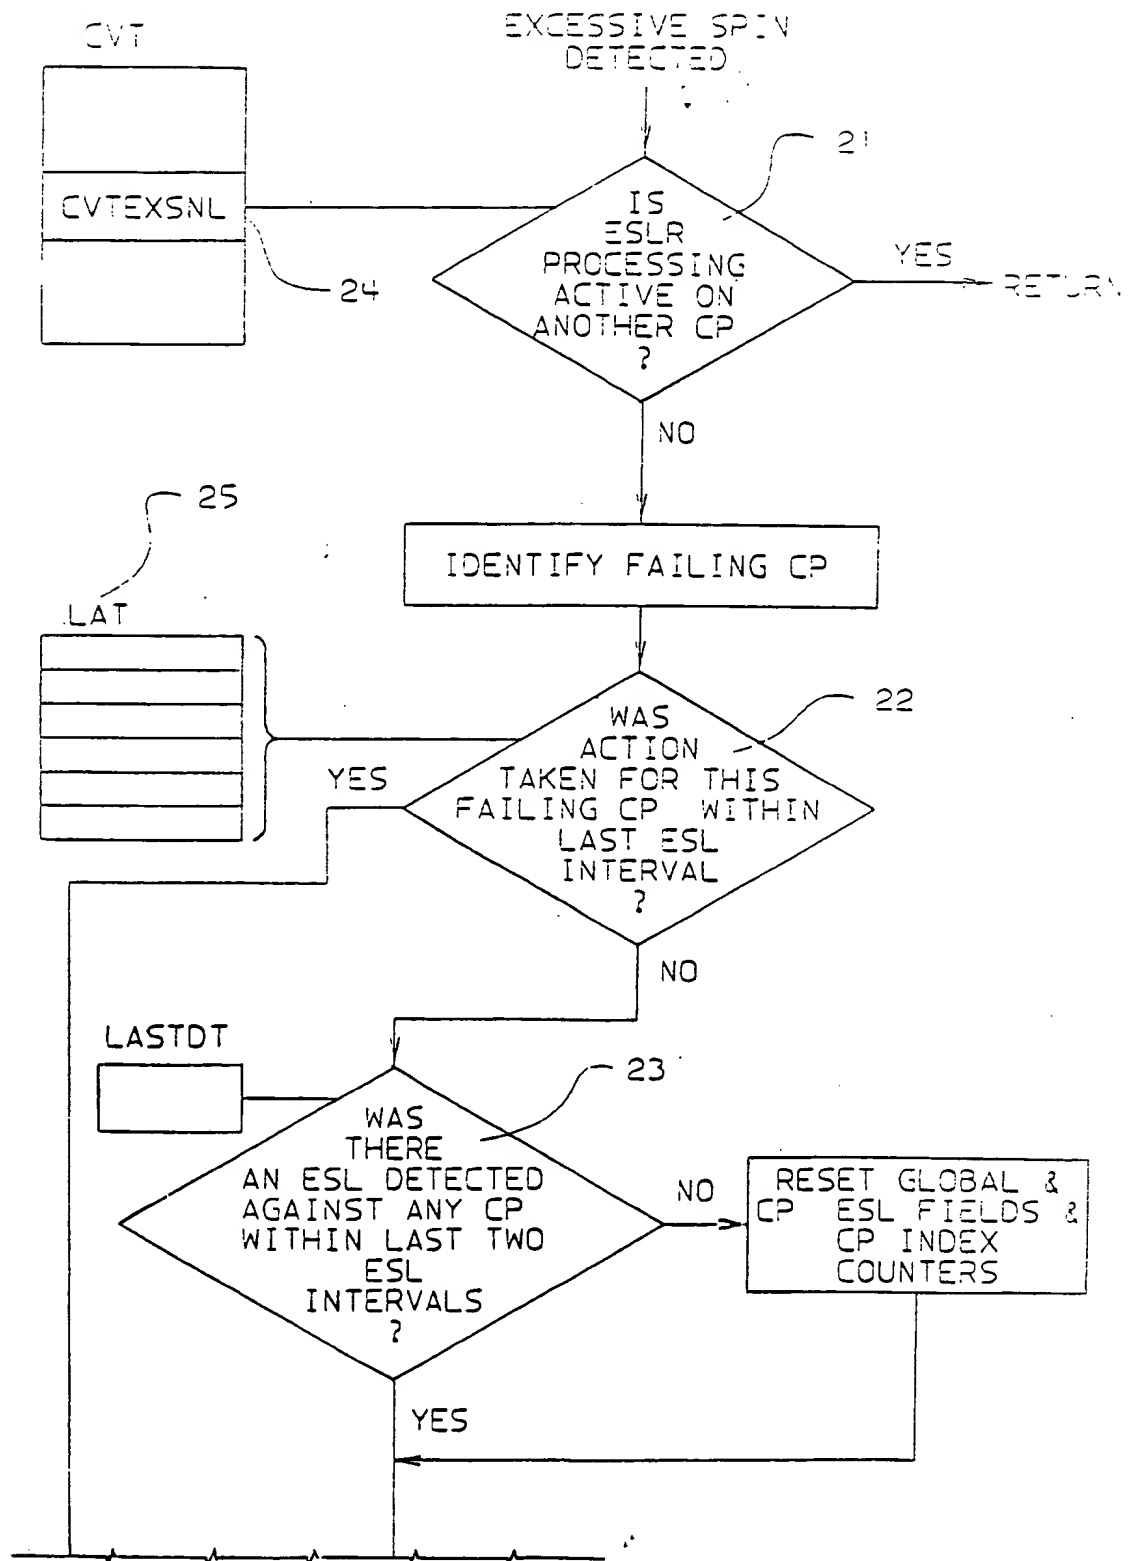 CVT
EXCESSIVE SPIN
DETECTED
21
CVTEXSNL
24
IS
ESLR
PROCESSING
ACTIVE ON
ANOTHER CP
?
YES
RETURN
NO
25
LAT
IDENTIFY FAILING CP
22
WAS
ACTION
TAKEN FOR THIS
FAILING CP WITHIN
LAST ESL
INTERVAL
?
YES
NO
LASTDT
23
WAS
THERE
AN ESL DETECTED
AGAINST ANY CP
WITHIN LAST TWO
ESL
INTERVALS
?
NO
RESET GLOBAL &
CP ESL FIELDS &
CP INDEX
COUNTERS
YES